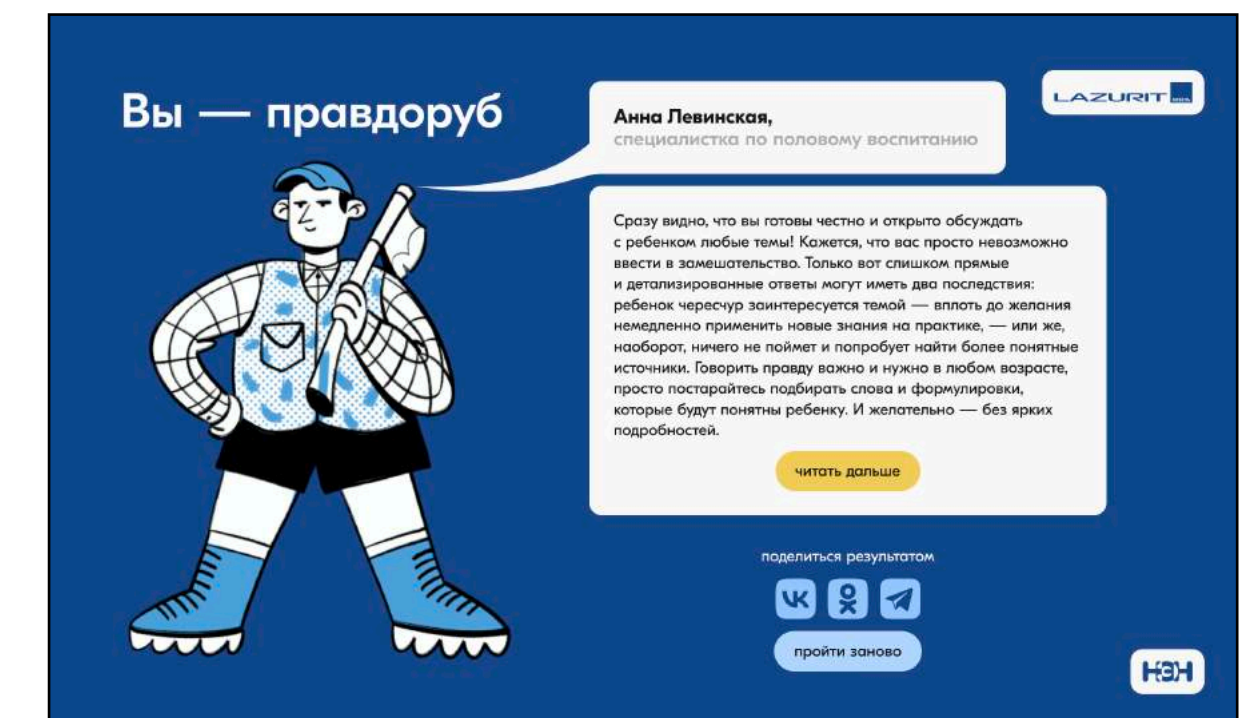 Вы — правдоруб
Анна Левинская,
специалистка по половому воспитанию
LAZURIT
Сразу видно, что вы готовы честно и открыто обсуждать
с ребенком любые темы! Кажется, что вас просто невозможно
ввести в замешательство. Только вот слишком прямые
и детализированные ответы могут иметь два последствия:
ребенок чересчур заинтересуется темой — вплоть до желания
немедленно применить новые знания на практике, — или же,
наоборот, ничего не поймет и попробует найти более понятные
источники. Говорить правду важно и нужно в любом возрасте,
просто постарайтесь подбирать слова и формулировки,
которые будут понятны ребенку. И желательно — без ярких
подробностей.
читать дальше
поделиться результатом
пройти заново
НЭН